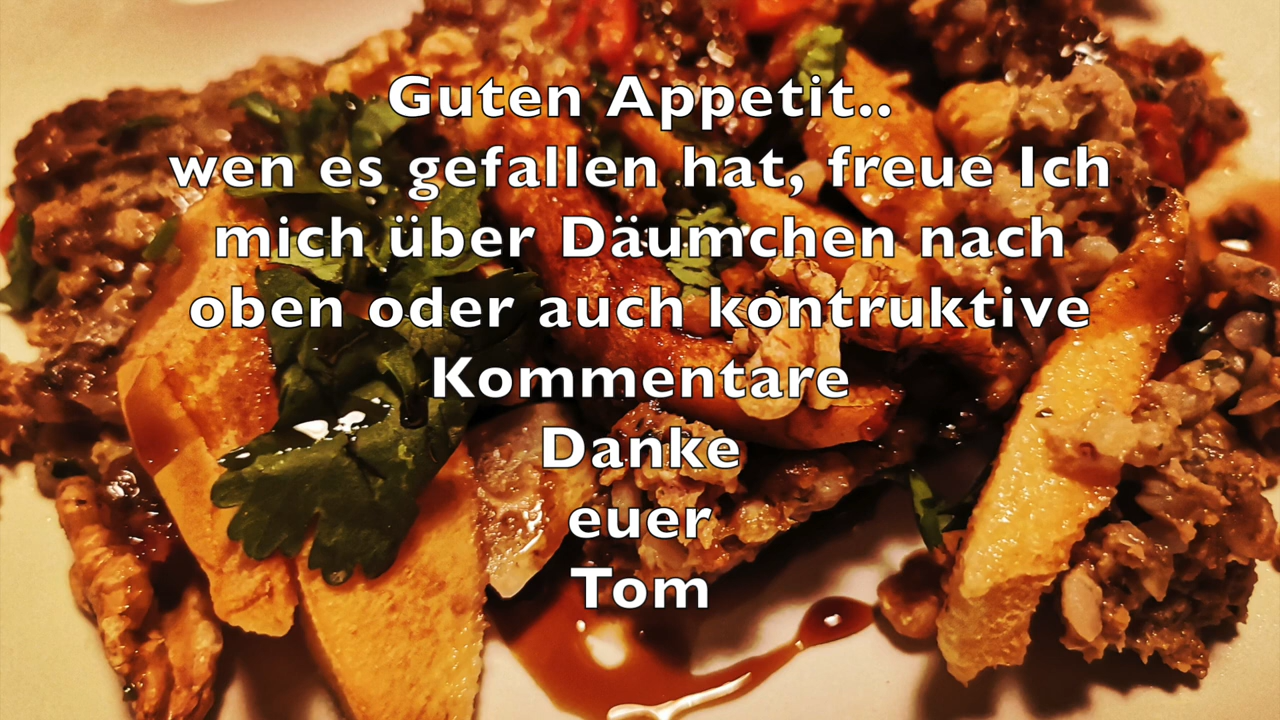 Guten Appetit..
wen es gefallen hat, freue Ich
mich über Däumchen nach
oben oder auch kontruktive
Kommentare
Danke
euer
Tom